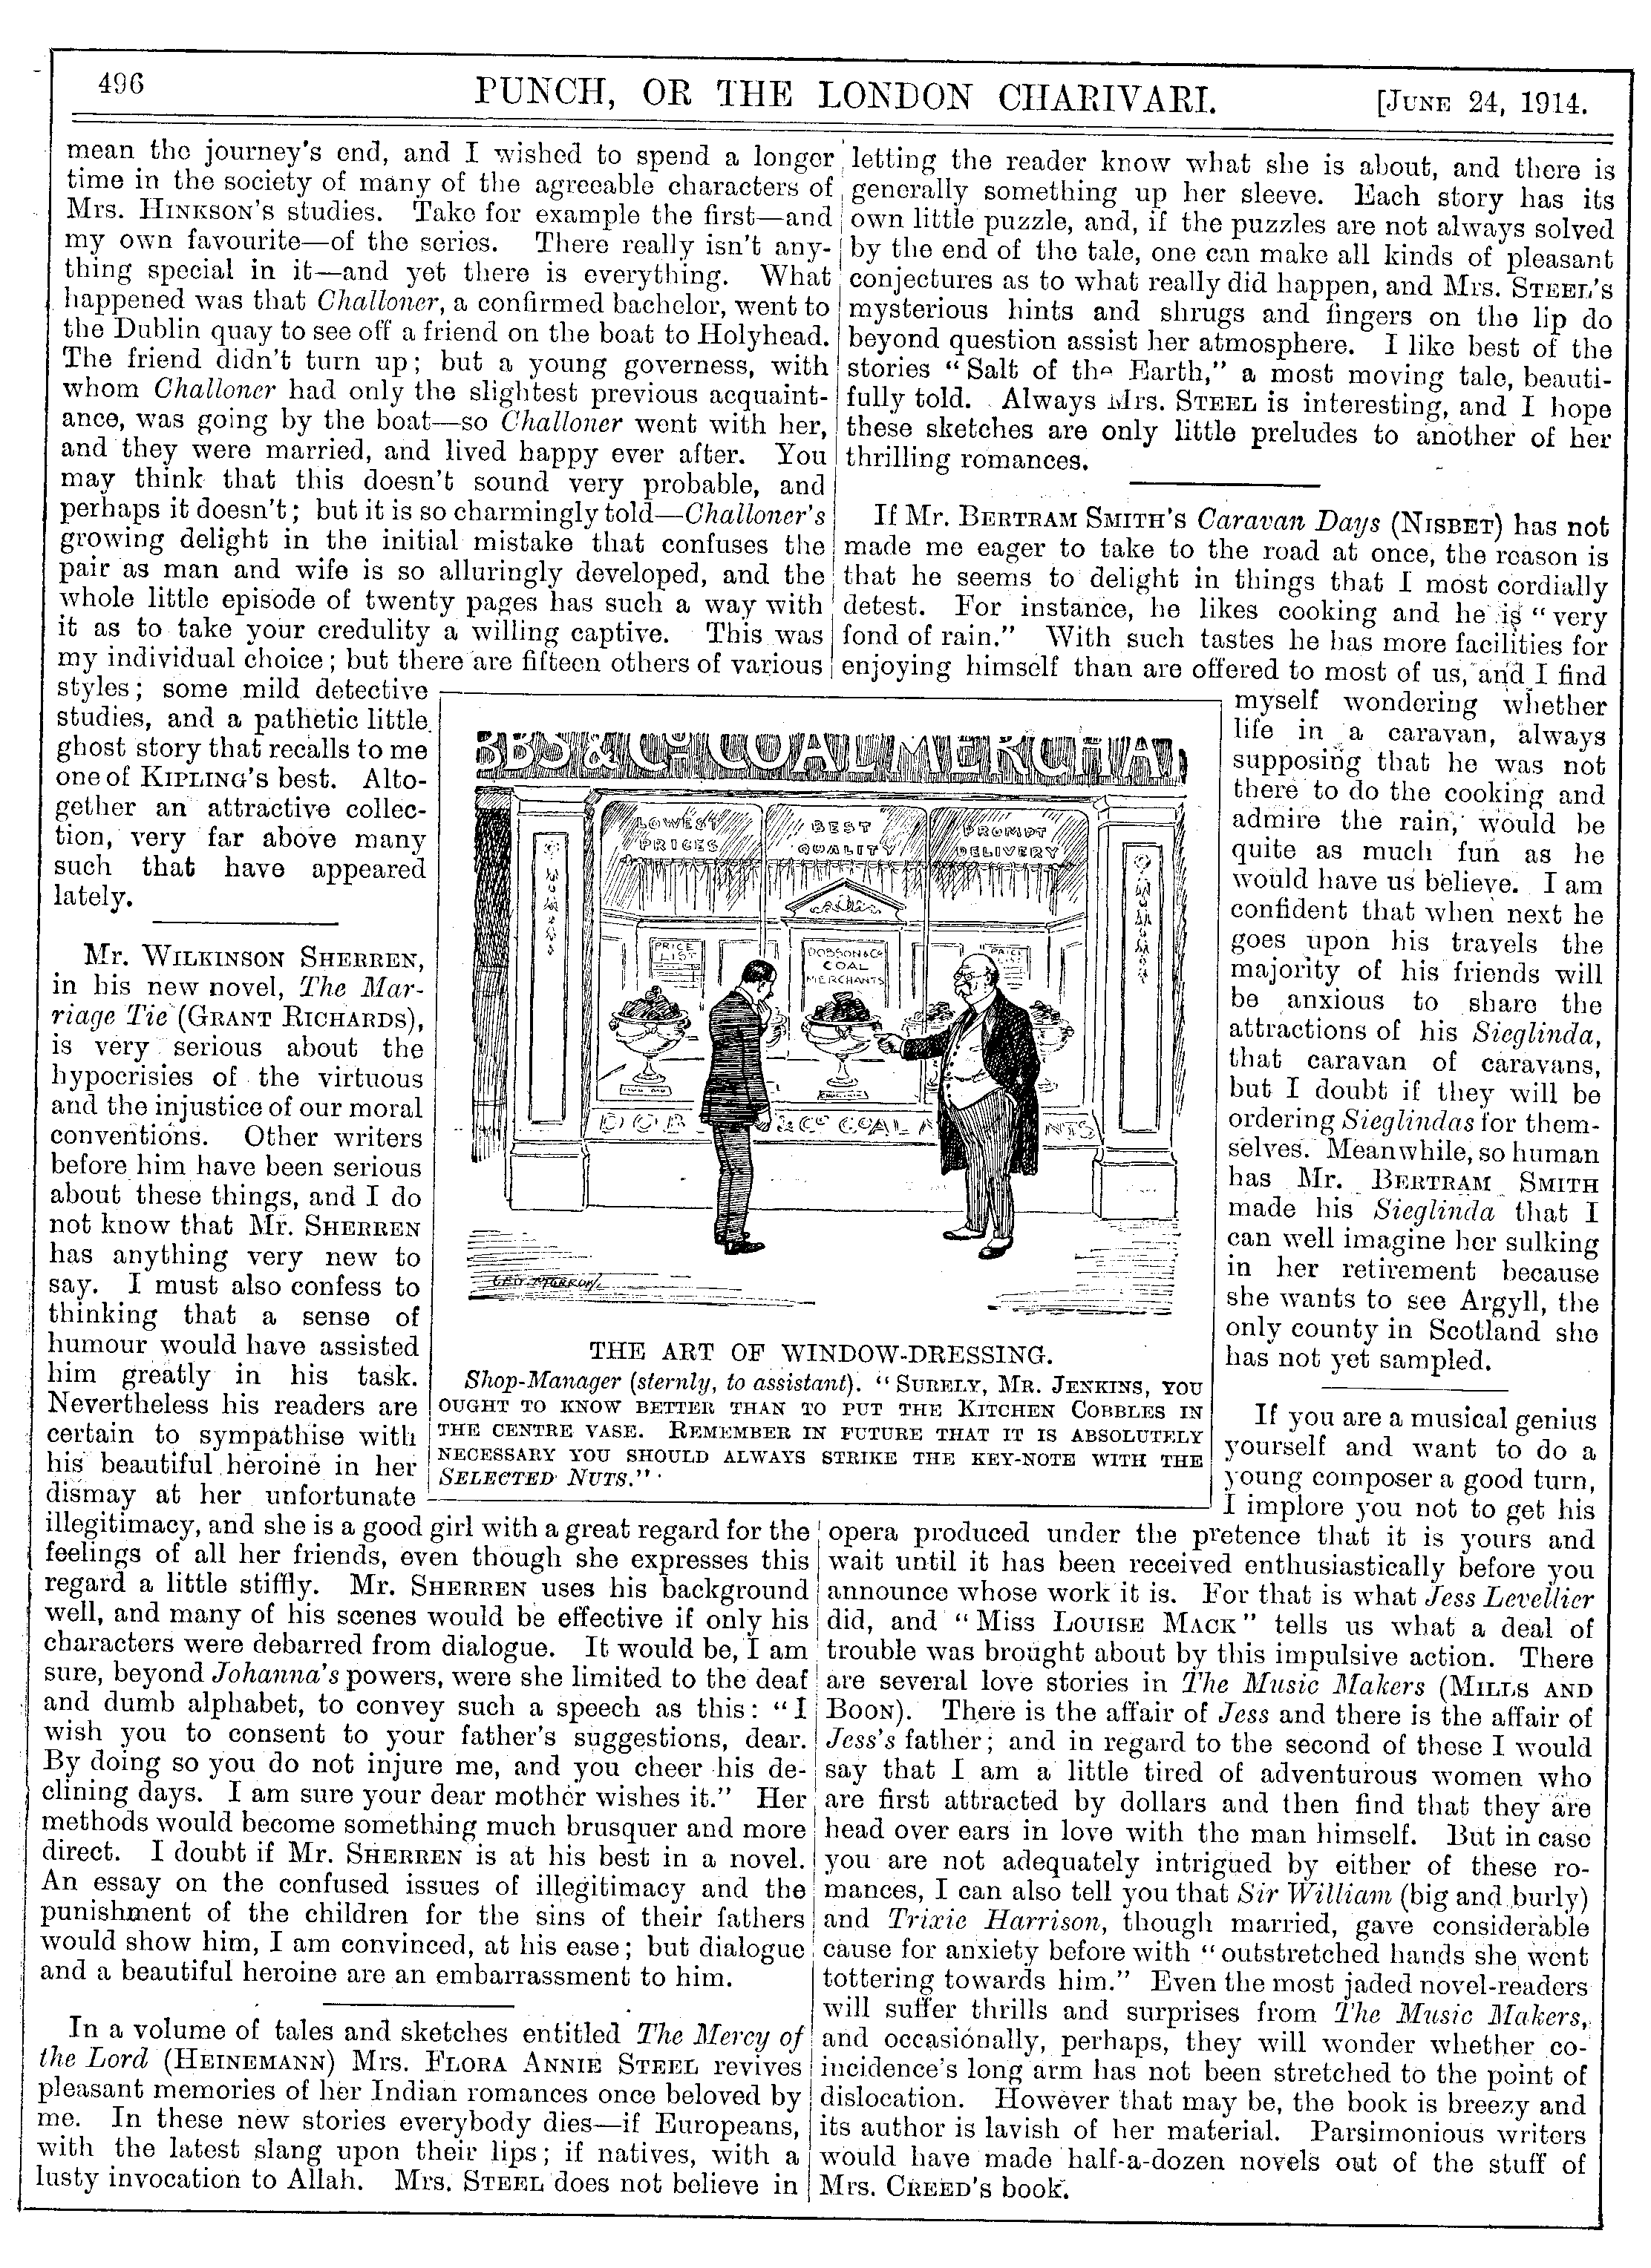 496
PUNCH, OR THE LONDON CHARIVARI.
[JUNE 24, 1914.
mean the journey's end, and I wished to spend a longer
time in the society of many of the agreeable characters of
Mrs. HINKSON's studies. Take for example the first—and
my own favourite—of the series. There really isn't any-
thing special in it—and yet there is everything. What
happened was that Challoner, a confirmed bachelor, went to
the Dublin quay to see off a friend on the boat to Holyhead.
The friend didn't turn up; but a young governess, with
whom Challoner had only the slightest previous acquaint-
ance, was going by the boat—so Challoner went with her,
and they were married, and lived happy ever after. You
may think that this doesn't sound very probable, and
perhaps it doesn't; but it is so charmingly told—Challoner's
growing delight in the initial mistake that confuses the
pair as man and wife is so alluringly developed, and the
whole little episode of twenty pages has such a way with
it as to take your credulity a willing captive. This was
my individual choice; but there are fifteen others of various
styles; some mild detective
studies, and a pathetic little
ghost story that recalls to me
one of KIPLING's best. Alto-
gether an attractive collec-
tion, very far above many
such that have appeared
lately.
Mr. WILKINSON SHERREN,
in his new novel, The Mar-
riage Tie (GRANT RICHARDS),
is very serious about the
hypocrisies of the virtuous
and the injustice of our moral
conventions. Other writers
before him have been serious
about these things, and I do
not know that Mr. SHERREN
has anything very new to
say. I must also confess to
thinking that a sense of
humour would have assisted
him greatly in his task.
Nevertheless his readers are
certain to sympathise with
his beautiful heroine in her
dismay at her unfortunate
illegitimacy, and she is a good girl with a great regard for the
feelings of all her friends, even though she expresses this
regard a little stiffly. Mr. SHERREN uses his background
well, and many of his scenes would be effective if only his
characters were debarred from dialogue. It would be, I am
sure, beyond Johanna's powers, were she limited to the deaf
and dumb alphabet, to convey such a speech as this: "I
wish you to consent to your father's suggestions, dear.
By doing so you do not injure me, and you cheer his de-
clining days. I am sure your dear mother wishes it." Her
methods would become something much brusquer and more
direct. I doubt if Mr. SHERREN is at his best in a novel.
An essay on the confused issues of illegitimacy and the
punishment of the children for the sins of their fathers
would show him, I am convinced, at his ease; but dialogue
and a beautiful heroine are an embarrassment to him.
In a volume of tales and sketches entitled The Mercy of
the Lord (HEINEMANN) Mrs. FLORA ANNIE STEEL revives
pleasant memories of her Indian romances once beloved by
me. In these new stories everybody dies—if Europeans,
with the latest slang upon their lips; if natives, with a
lusty invocation to Allah. Mrs. STEEL does not believe in
letting the reader know what she is about, and there is
generally something up her sleeve. Each story has its
own little puzzle, and, if the puzzles are not always solved
by the end of the tale, one can make all kinds of pleasant
conjectures as to what really did happen, and Mrs. STEEL's
mysterious hints and shrugs and fingers on the lip do
beyond question assist her atmosphere. I like best of the
stories "Salt of the Earth," a most moving tale, beauti-
fully told. Always Mrs. STEEL is interesting, and I hope
these sketches are only little preludes to another of her
thrilling romances.
If Mr. BERTRAM SMITH's Caravan Days (NISBET) has not
made me eager to take to the road at once, the reason is
that he seems to delight in things that I most cordially
detest. For instance, he likes cooking and he is "very
fond of rain." With such tastes he has more facilities for
enjoying himself than are offered to most of us, and I find
myself wondering whether
life in a caravan, always
supposing that he was not
there to do the cooking and
admire the rain, would be
quite as much fun as he
would have us believe. I am
confident that when next he
goes upon his travels the
majority of his friends will
be anxious to share the
attractions of his Sieglinda,
that caravan of caravans,
but I doubt if they will be
ordering Sieglindas for them-
selves. Meanwhile, so human
has Mr. BERTRAM SMITH
made his Sieglinda that I
can well imagine her sulking
in her retirement because
she wants to see Argyll, the
only county in Scotland she
has not yet sampled.
If you are a musical genius
yourself and want to do a
young composer a good turn,
I implore you not to get his
opera produced under the pretence that it is yours and
wait until it has been received enthusiastically before you
announce whose work it is. For that is what Jess Levellier
did, and "Miss LOUISE MACK" tells us what a deal of
trouble was brought about by this impulsive action. There
are several love stories in The Music Makers (MILLS AND
BOON). There is the affair of Jess and there is the affair of
Jess's father; and in regard to the second of these I would
say that I am a little tired of adventurous women who
are first attracted by dollars and then find that they are
head over ears in love with the man himself. But in case
you are not adequately intrigued by either of these ro-
mances, I can also tell you that Sir William (big and burly)
and Trixie Harrison, though married, gave considerable
cause for anxiety before with "outstretched hands she went
tottering towards him." Even the most jaded novel-readers
will suffer thrills and surprises from The Music Makers,
and occasionally, perhaps, they will wonder whether co-
incidence's long arm has not been stretched to the point of
dislocation. However that may be, the book is breezy and
its author is lavish of her material. Parsimonious writers
would have made half-a-dozen novels out of the stuff of
Mrs. CREED's book.
BBS & Co COAL MERCHA
LOWEST
PRICES
BEST
QUALITY
PROMPT
DELIVERY
PRICE
LIST
DOBSON & Co
COAL
MERCHANTS
PRICE
DOB & Co COAL M NTS
GEO. MORROW
THE ART OF WINDOW-DRESSING.
Shop-Manager (sternly, to assistant). "SURELY, MR. JENKINS, YOU
OUGHT TO KNOW BETTER THAN TO PUT THE KITCHEN COBBLES IN
THE CENTRE VASE. REMEMBER IN FUTURE THAT IT IS ABSOLUTELY
NECESSARY YOU SHOULD ALWAYS STRIKE THE KEY-NOTE WITH THE
SELECTED NUTS."